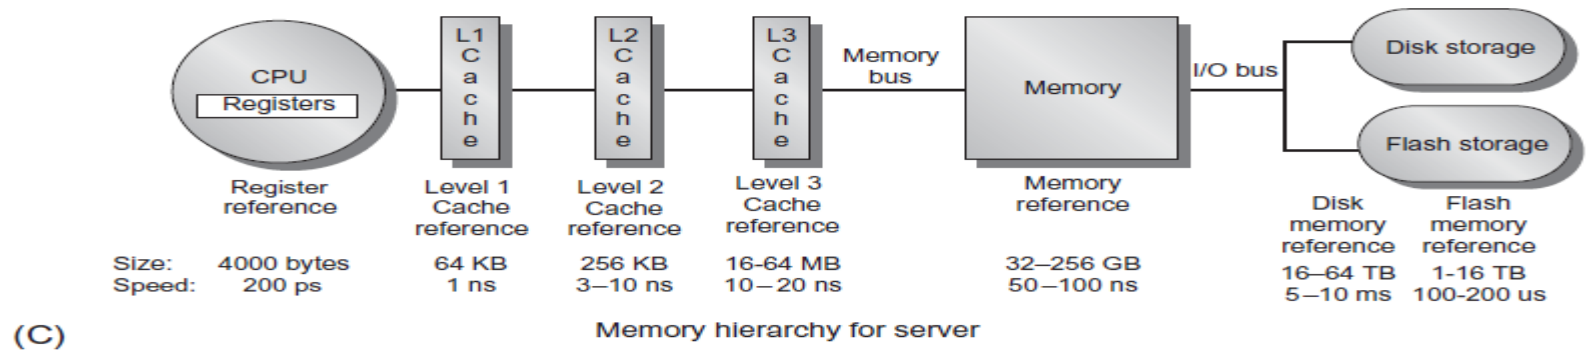 CPU
Registers
L1
C
a
c
h
e
L2
C
a
c
h
e
L3
C
a
c
h
e
Memory
bus
Memory
I/O bus
Disk storage
Flash storage
Register
reference
Level 1
Cache
reference
Level 2
Cache
reference
Level 3
Cache
reference
Memory
reference
Disk
memory
reference
Flash
memory
reference
Size: 4000 bytes 64 KB 256 KB 16-64 MB 32–256 GB 16–64 TB 1-16 TB
Speed: 200 ps 1 ns 3–10 ns 10–20 ns 50–100 ns 5–10 ms 100-200 us
(C) Memory hierarchy for server